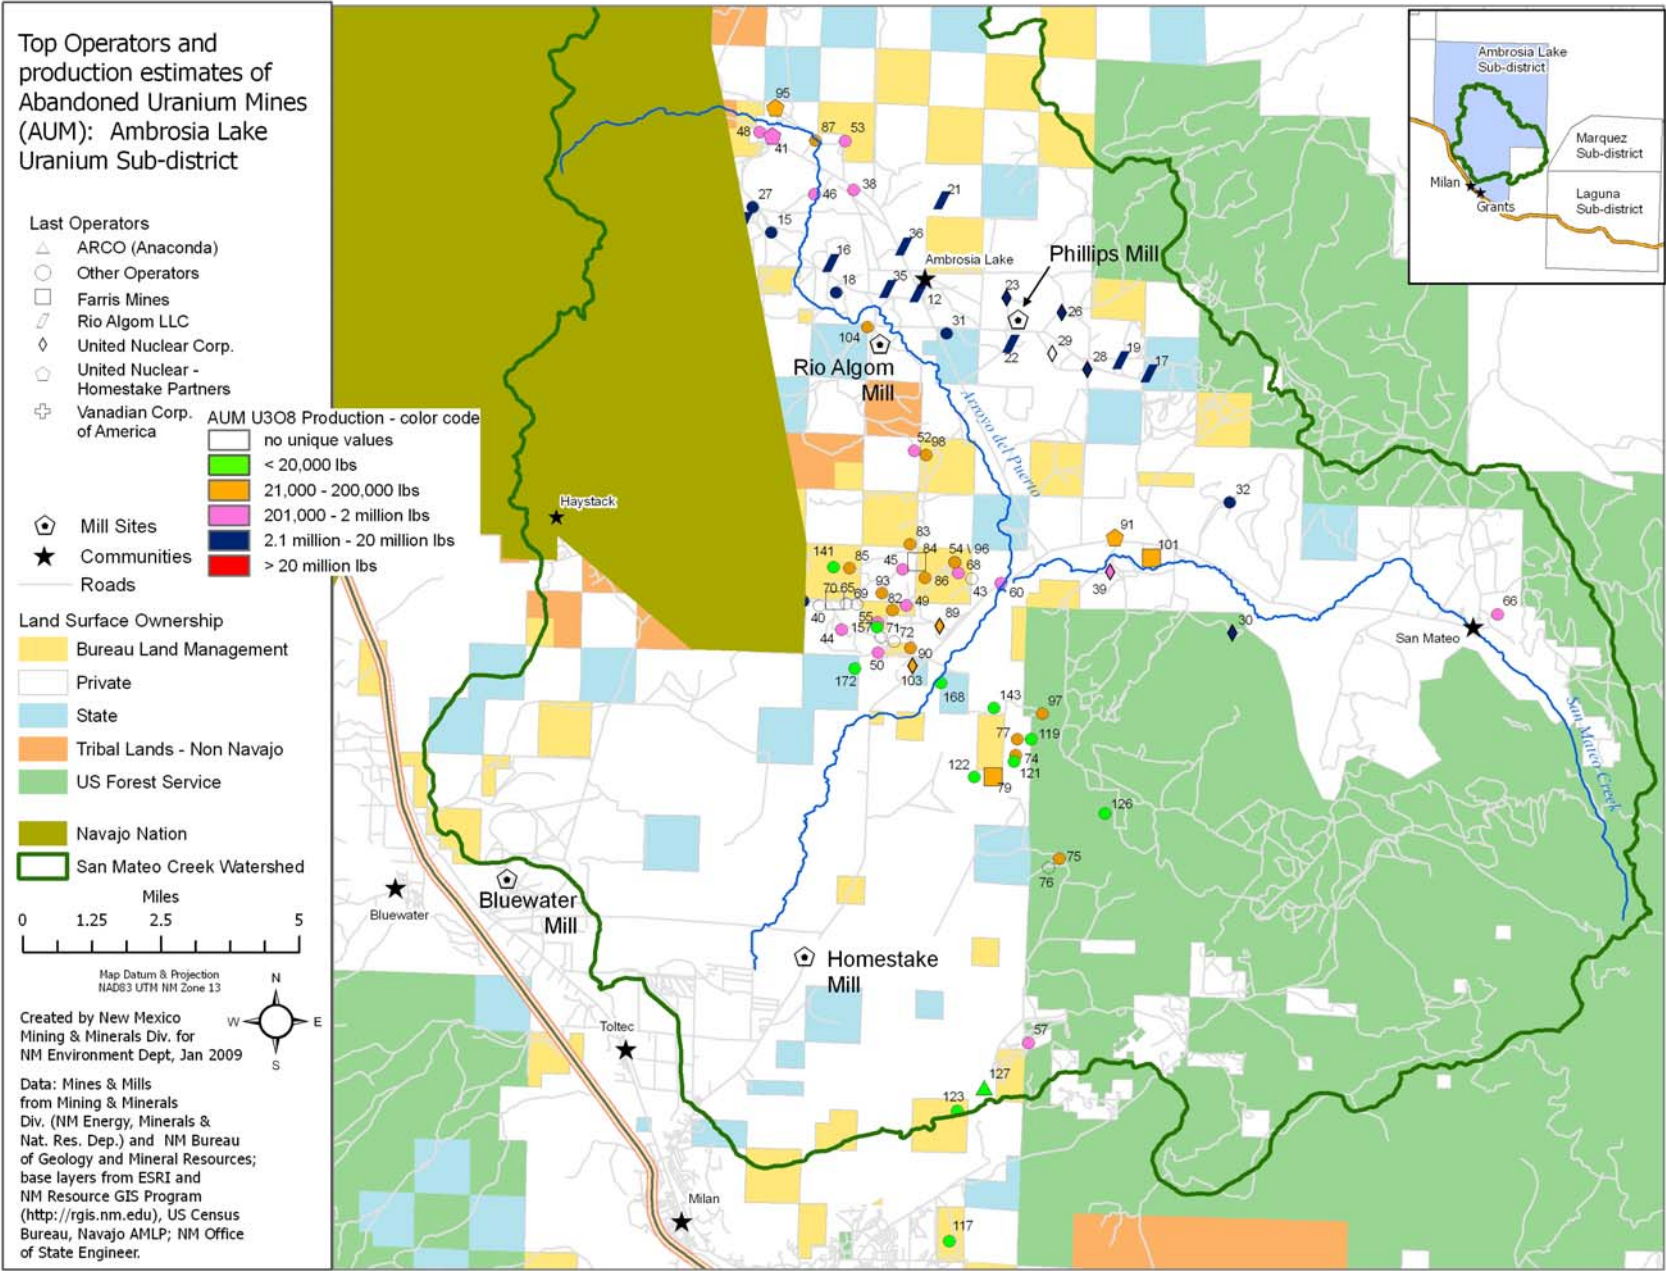 Top Operators and
production estimates of
Abandoned Uranium Mines
(AUM): Ambrosia Lake
Uranium Sub-district
Last Operators
ARCO (Anaconda)
Other Operators
Farris Mines
Rio Algom LLC
United Nuclear Corp.
United Nuclear -
Homestake Partners
Vanadian Corp.
of America
AUM U3O8 Production - color code
no unique values
< 20,000 lbs
21,000 - 200,000 lbs
201,000 - 2 million lbs
2.1 million - 20 million lbs
> 20 million lbs
Mill Sites
Communities
Roads
Land Surface Ownership
Bureau Land Management
Private
State
Tribal Lands - Non Navajo
US Forest Service
Navajo Nation
San Mateo Creek Watershed
Miles
0 1.25 2.5 5
Map Datum & Projection
NAD83 UTM NM Zone 13
N
W E
S
Created by New Mexico
Mining & Minerals Div. for
NM Environment Dept, Jan 2009
Data: Mines & Mills
from Mining & Minerals
Div. (NM Energy, Minerals &
Nat. Res. Dep.) and NM Bureau
of Geology and Mineral Resources;
base layers from ESRI and
NM Resource GIS Program
(http://rgis.nm.edu), US Census
Bureau, Navajo AMLP; NM Office
of State Engineer.
Ambrosia Lake
Sub-district
Marquez
Sub-district
Milan
Laguna
Sub-district
Grants
95
48
41
87
53
27
46
38
21
15
16
36
Ambrosia Lake
Phillips Mill
18
35
12
23
26
31
104
22
29
28
19
17
Rio Algom
Mill
Arroyo del Puerto
52
98
32
Haystack
83
141
85
45
84
54 \ 96
91
101
68
93
86
43
60
39
70
65
69
82
49
89
40
55
44
157
71
72
30
66
San Mateo
50
90
172
103
168
143
97
77
119
74
121
122
79
San Mateo Creek
126
75
76
Bluewater
Bluewater
Mill
Homestake
Mill
Toltec
57
127
123
Milan
117